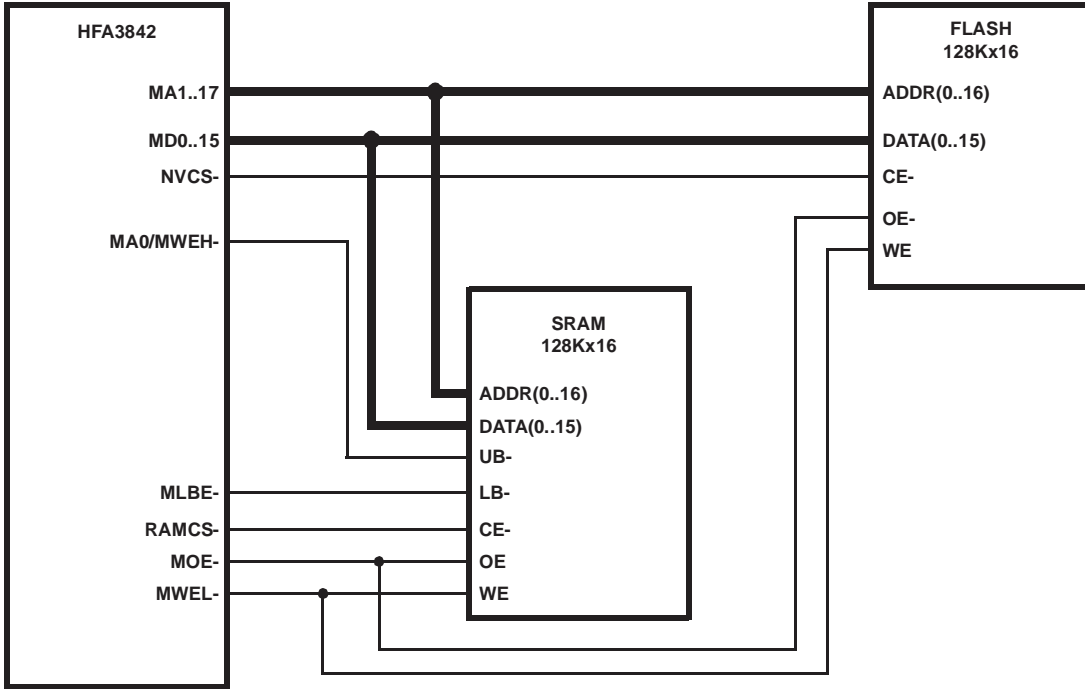 HFA3842
MA1..17
MD0..15
NVCS-
MA0/MWEH-
MLBE-
RAMCS-
MOE-
MWEL-
SRAM
128Kx16
ADDR(0..16)
DATA(0..15)
UB-
LB-
CE-
OE
WE
FLASH
128Kx16
ADDR(0..16)
DATA(0..15)
CE-
OE-
WE